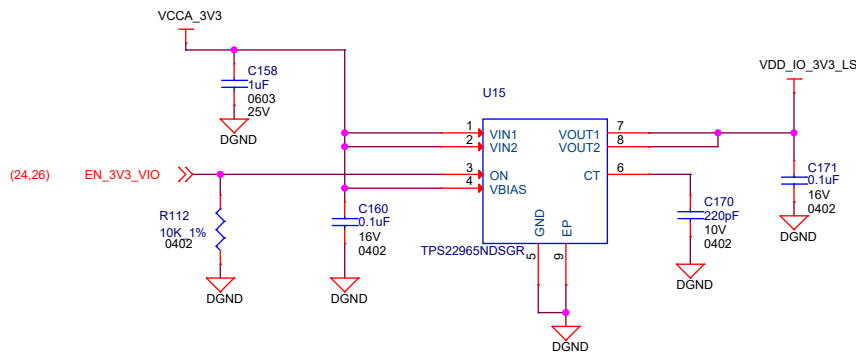 VCCA_3V3
C158
1uF
0603
25V
DGND
U15
VDD_IO_3V3_LS
1
VIN1
VOUT1
7
2
VIN2
VOUT2
8
(24,26)
EN_3V3_VIO
3
ON
CT
6
4
VBIAS
C171
0.1uF
16V
0402
DGND
R112
10K_1%
0402
DGND
C160
0.1uF
16V
0402
DGND
GND
EP
TPS22965NDSGR
5
9
C170
220pF
10V
0402
DGND
DGND